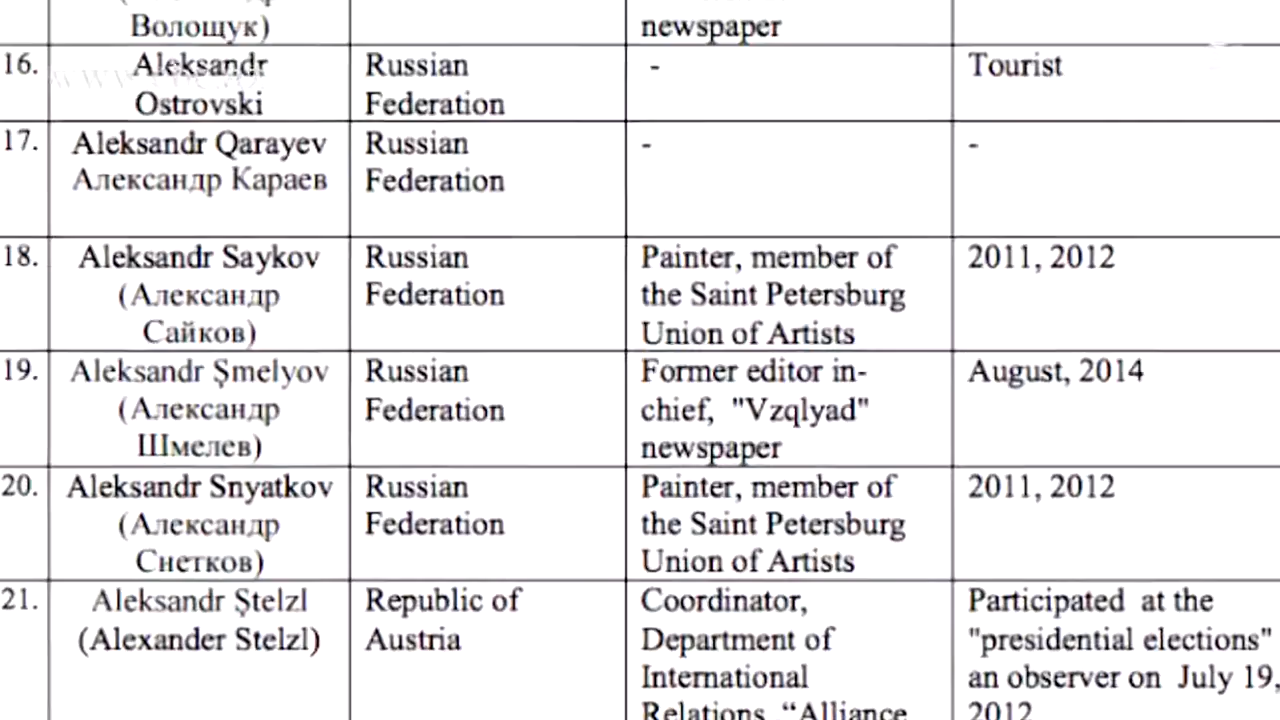 Волощук)
newspaper
16.
Aleksandr
Ostrovski
Russian
Federation
-
Tourist
17.
Aleksandr Qarayev
Александр Караев
Russian
Federation
-
-
18.
Aleksandr Saykov
(Александр
Сайков)
Russian
Federation
Painter, member of
the Saint Petersburg
Union of Artists
2011, 2012
19.
Aleksandr Şmelyov
(Александр
Шмелев)
Russian
Federation
Former editor in-
chief, "Vzqlyad"
newspaper
August, 2014
20.
Aleksandr Snyatkov
(Александр
Снетков)
Russian
Federation
Painter, member of
the Saint Petersburg
Union of Artists
2011, 2012
21.
Aleksandr Ştelzl
(Alexander Stelzl)
Republic of
Austria
Coordinator,
Department of
International
Relations, “Alliance
Participated at the
"presidential elections"
an observer on July 19,
2012